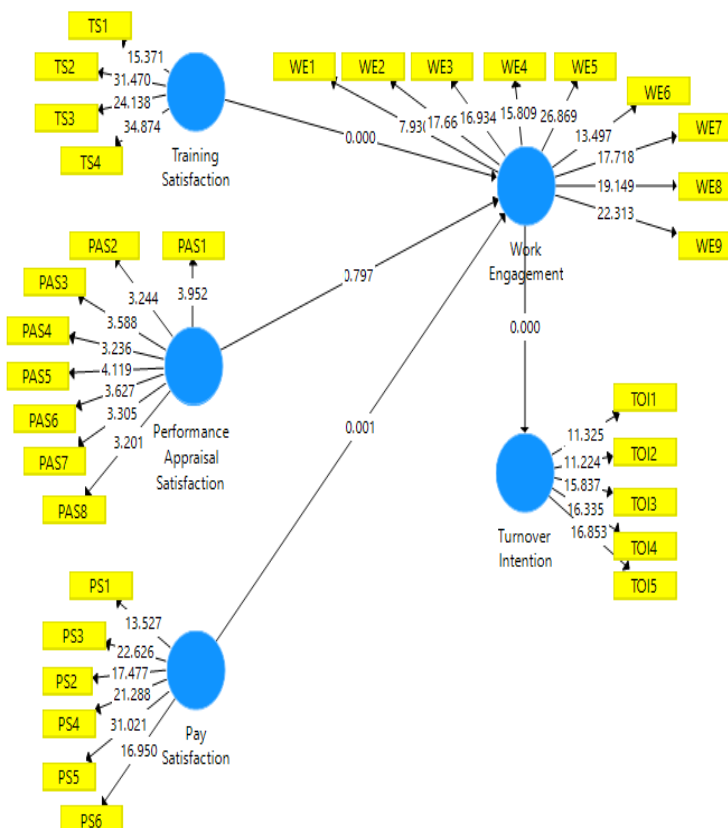 TS1
15.371
TS2
31.470
TS3
24.138
TS4
34.874
Training
Satisfaction
0.000
WE1
WE2
WE3
WE4
WE5
WE6
WE7
WE8
WE9
17.66
16.934
15.809
26.869
13.497
17.718
19.149
22.313
Work
Engagement
PAS1
PAS2
PAS3
PAS4
PAS5
PAS6
PAS7
PAS8
3.952
3.244
3.588
3.236
4.119
3.627
3.305
3.201
Performance
Appraisal
Satisfaction
0.797
0.000
0.001
TOI1
11.325
TOI2
11.224
TOI3
15.837
TOI4
16.335
TOI5
16.853
Turnover
Intention
PS1
13.527
PS3
22.626
PS2
17.477
PS4
21.288
PS5
31.021
PS6
16.950
Pay
Satisfaction